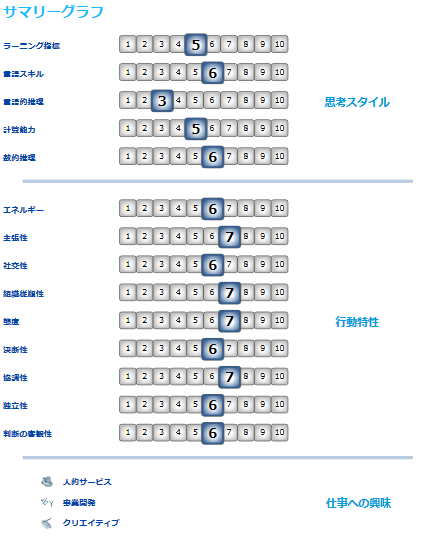 サマリーグラフ
ラーニング指標 1 2 3 4 5 6 7 8 9 10
言語スキル 1 2 3 4 5 6 7 8 9 10
言語的推理 1 2 3 4 5 6 7 8 9 10 思考スタイル
計算能力 1 2 3 4 5 6 7 8 9 10
数的推理 1 2 3 4 5 6 7 8 9 10
エネルギー 1 2 3 4 5 6 7 8 9 10
主張性 1 2 3 4 5 6 7 8 9 10
社交性 1 2 3 4 5 6 7 8 9 10
組織従順性 1 2 3 4 5 6 7 8 9 10
態度 1 2 3 4 5 6 7 8 9 10 行動特性
決断性 1 2 3 4 5 6 7 8 9 10
協調性 1 2 3 4 5 6 7 8 9 10
独立性 1 2 3 4 5 6 7 8 9 10
判断の客観性 1 2 3 4 5 6 7 8 9 10
人的サービス
事業開発 仕事への興味
クリエイティブ